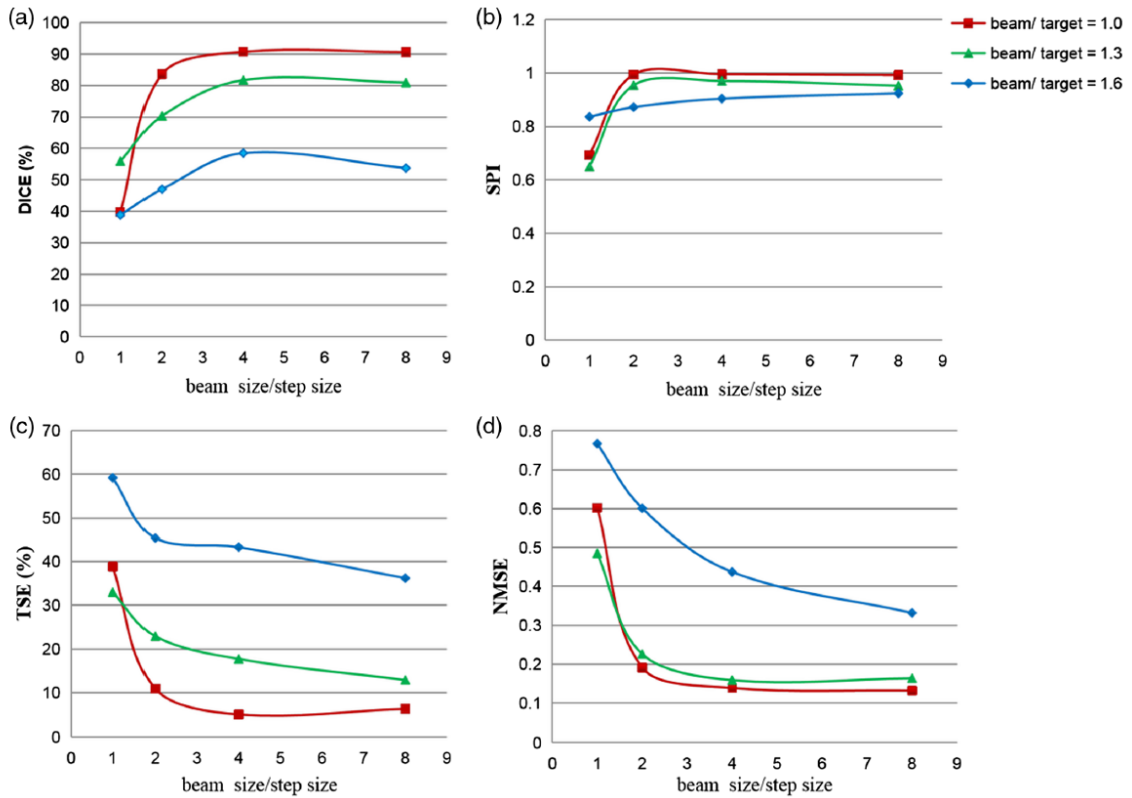 (a)
100
90
80
70
60
50
40
30
20
10
0
DICE (%)
0 1 2 3 4 5 6 7 8 9
beam size/step size
(b)
1.2
1
0.8
0.6
0.4
0.2
0
SPI
0 1 2 3 4 5 6 7 8 9
beam size/step size
beam/ target = 1.0
beam/ target = 1.3
beam/ target = 1.6
(c)
70
60
50
40
30
20
10
0
TSE (%)
0 1 2 3 4 5 6 7 8 9
beam size/step size
(d)
0.8
0.7
0.6
0.5
0.4
0.3
0.2
0.1
0
NMSE
0 1 2 3 4 5 6 7 8 9
beam size/step size